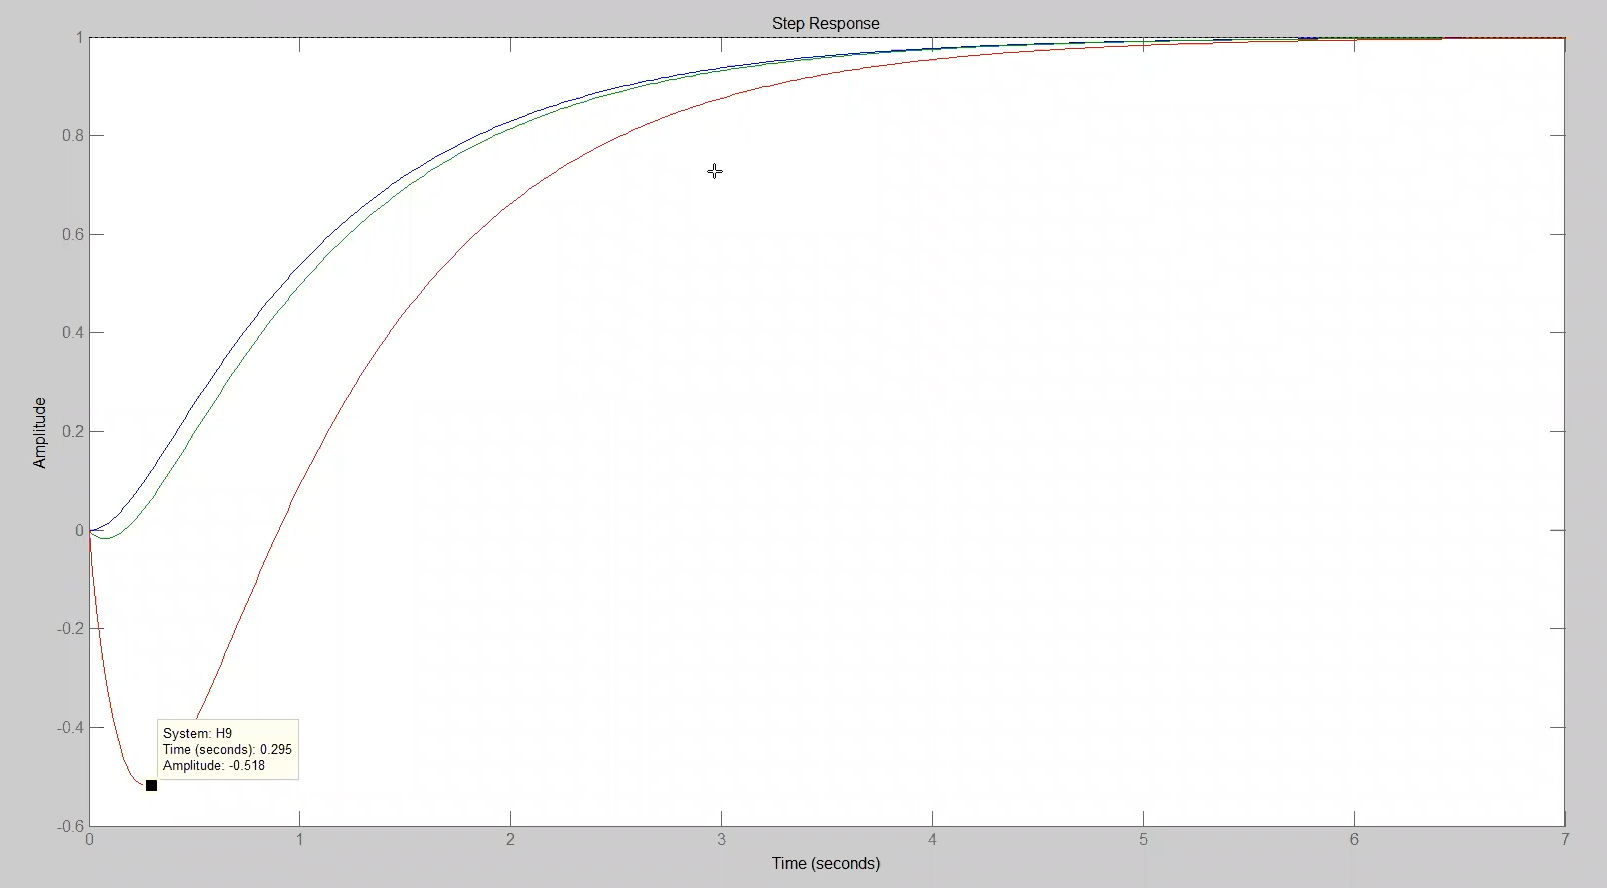 Step Response
1
0.8
0.6
0.4
0.2
0
-0.2
-0.4
-0.6
Amplitude
System: H9
Time (seconds): 0.295
Amplitude: -0.518
0 1 2 3 4 5 6 7
Time (seconds)